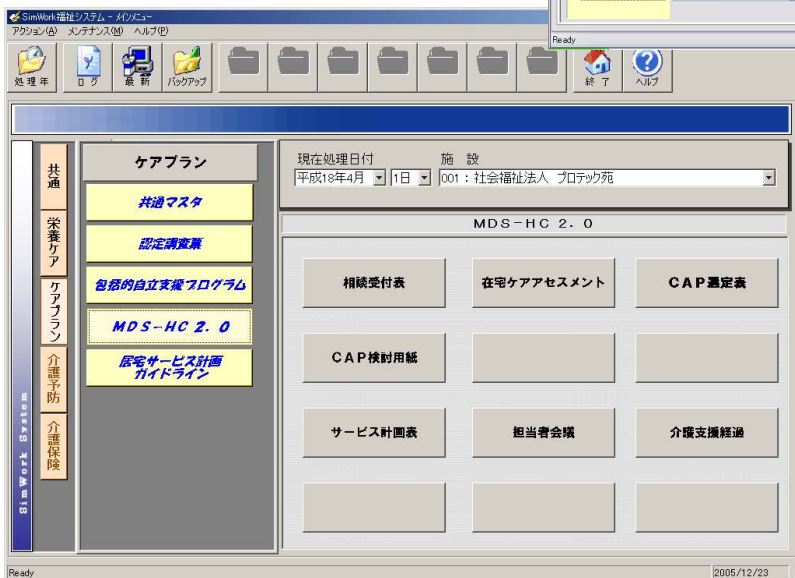 SimWork福祉システム - メインメニュー
アクション(A) メンテナンス(M) ヘルプ(P)
Ready
処理年
ログ
最新
バックアップ
終了
ヘルプ
共通
栄養ケア
ケアプラン
介護予防
介護保険
SimWork System
ケアプラン
共通マスタ
認定調査票
包括的自立支援プログラム
MDS-HC 2.0
居宅サービス計画
ガイドライン
現在処理日付
施 設
平成18年4月
1日
001:社会福祉法人 プロテック苑
MDS-HC 2.0
相談受付表
在宅ケアアセスメント
CAP選定表
CAP検討用紙
サービス計画表
担当者会議
介護支援経過
Ready
2005/12/23